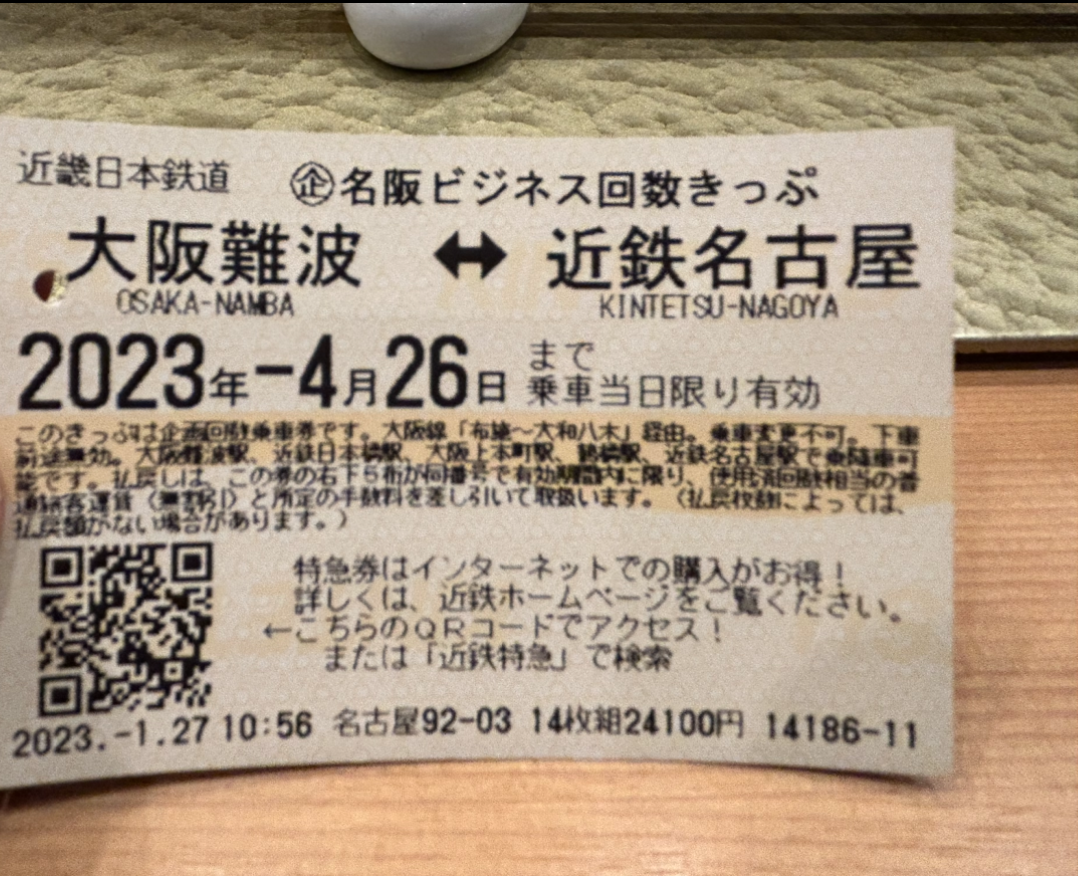 近畿日本鉄道 ㊭名阪ビジネス回数きっぷ
大阪難波 ↔ 近鉄名古屋
OSAKA-NAMBA KINTETSU-NAGOYA
2023年-4月26日 まで
乗車当日限り有効
このきっぷは企画回数乗車券です。大阪線「布施～大和八木」経由。乗車変更不可。下車
前途無効。大阪難波駅、近鉄日本橋駅、大阪上本町駅、鶴橋駅、近鉄名古屋駅で乗降車可
能です。払戻しは、この券の右下5桁が同番号で有効期間内に限り、使用済回数相当の普
通旅客運賃（無割引）と所定の手数料を差し引いて取扱います。（払戻枚数によっては、
払戻額がない場合があります。）
特急券はインターネットでの購入がお得！
詳しくは、近鉄ホームページをご覧ください。
←こちらのQRコードでアクセス！
または「近鉄特急」で検索
2023.-1.27 10:56 名古屋92-03 14枚組24100円 14186-11